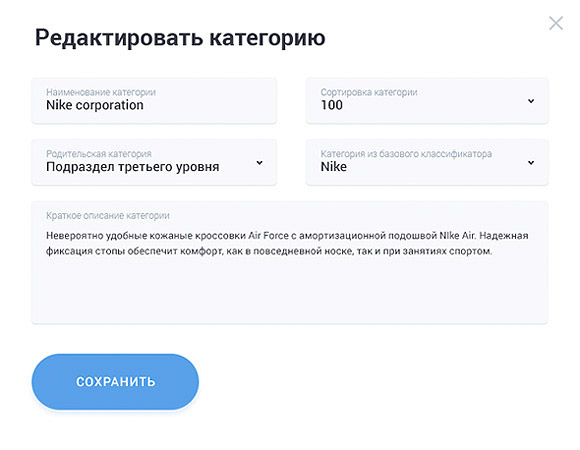 Редактировать категорию
Наименование категории
Nike corporation
Сортировка категории
100
Родительская категория
Подраздел третьего уровня
Категория из базового классификатора
Nike
Краткое описание категории
Невероятно удобные кожаные кроссовки Air Force с амортизационной подошвой NIke Air. Надежная
фиксация стопы обеспечит комфорт, как в повседневной носке, так и при занятиях спортом.
СОХРАНИТЬ